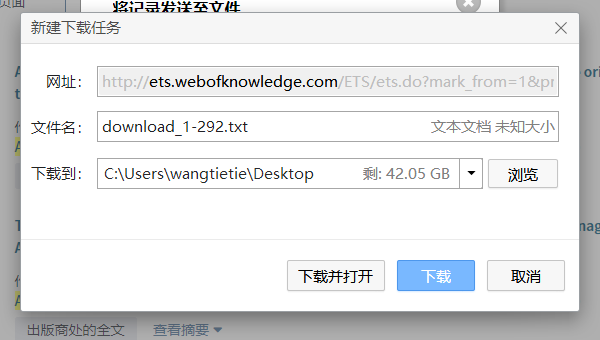 页面
将记录发送至文件
新建下载任务
网址： http://ets.webofknowledge.com/ETS/ets.do?mark_from=1&pr
ori
文件名： download_1-292.txt 文本文档 未知大小
下载到： C:\Users\wangtietie\Desktop 剩: 42.05 GB 浏览
下载并打开 下载 取消
出版商处的全文 查看摘要